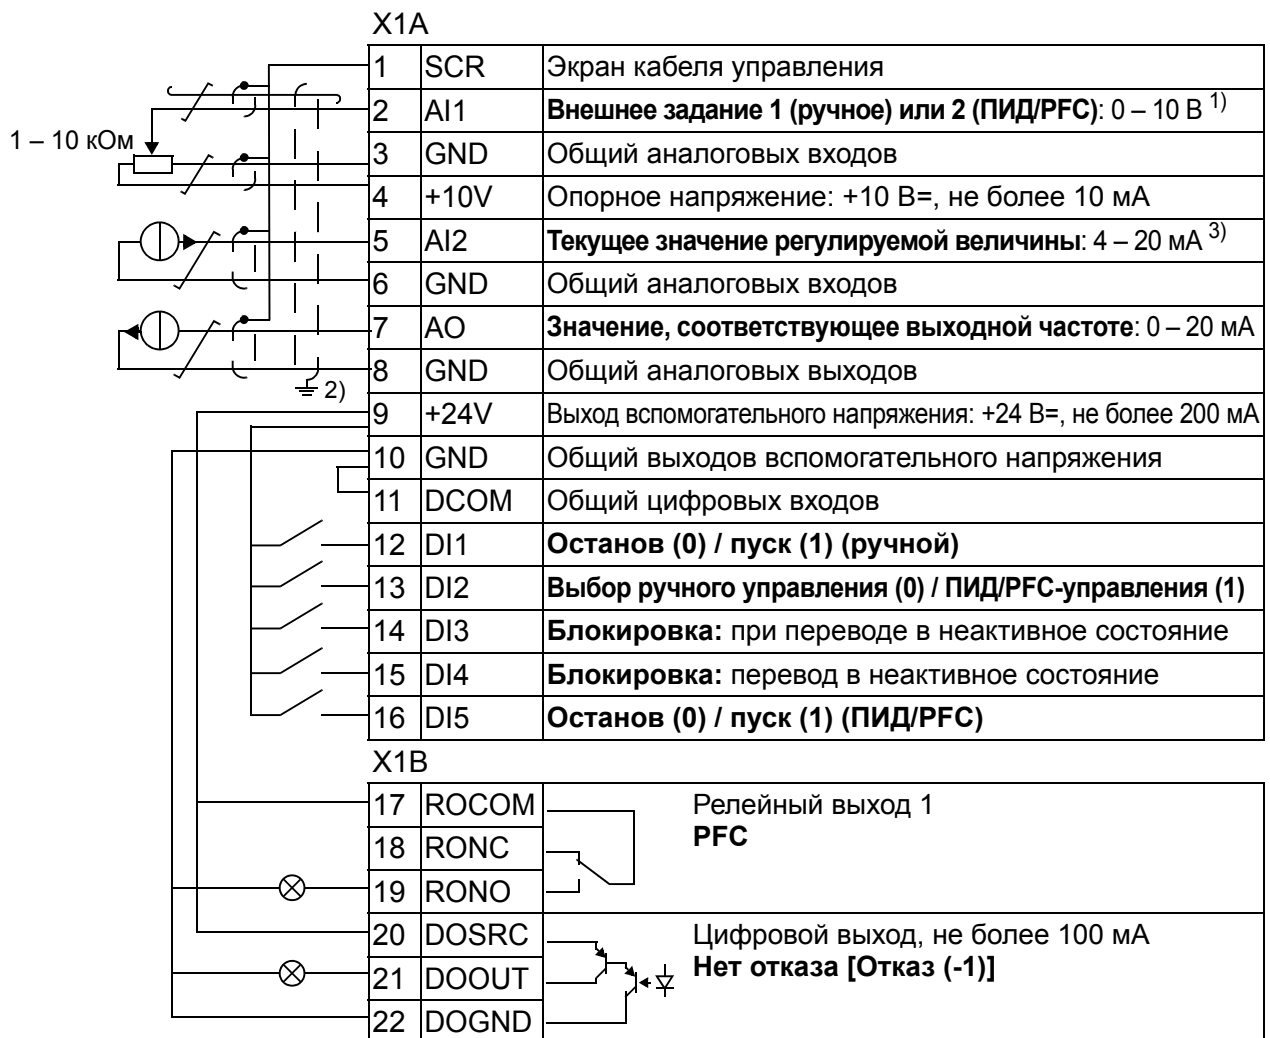 X1A
1 SCR Экран кабеля управления
2 AI1 Внешнее задание 1 (ручное) или 2 (ПИД/PFC): 0 – 10 В 1)
1 – 10 кОм
3 GND Общий аналоговых входов
4 +10V Опорное напряжение: +10 В=, не более 10 мА
5 AI2 Текущее значение регулируемой величины: 4 – 20 мА 3)
6 GND Общий аналоговых входов
7 AO Значение, соответствующее выходной частоте: 0 – 20 мА
8 GND Общий аналоговых выходов
2)
9 +24V Выход вспомогательного напряжения: +24 В=, не более 200 мА
10 GND Общий выходов вспомогательного напряжения
11 DCOM Общий цифровых входов
12 DI1 Останов (0) / пуск (1) (ручной)
13 DI2 Выбор ручного управления (0) / ПИД/PFC-управления (1)
14 DI3 Блокировка: при переводе в неактивное состояние
15 DI4 Блокировка: перевод в неактивное состояние
16 DI5 Останов (0) / пуск (1) (ПИД/PFC)
X1B
17 ROCOM Релейный выход 1
PFC
18 RONC
19 RONO
20 DOSRC Цифровой выход, не более 100 мА
21 DOOUT Нет отказа [Отказ (-1)]
22 DOGND